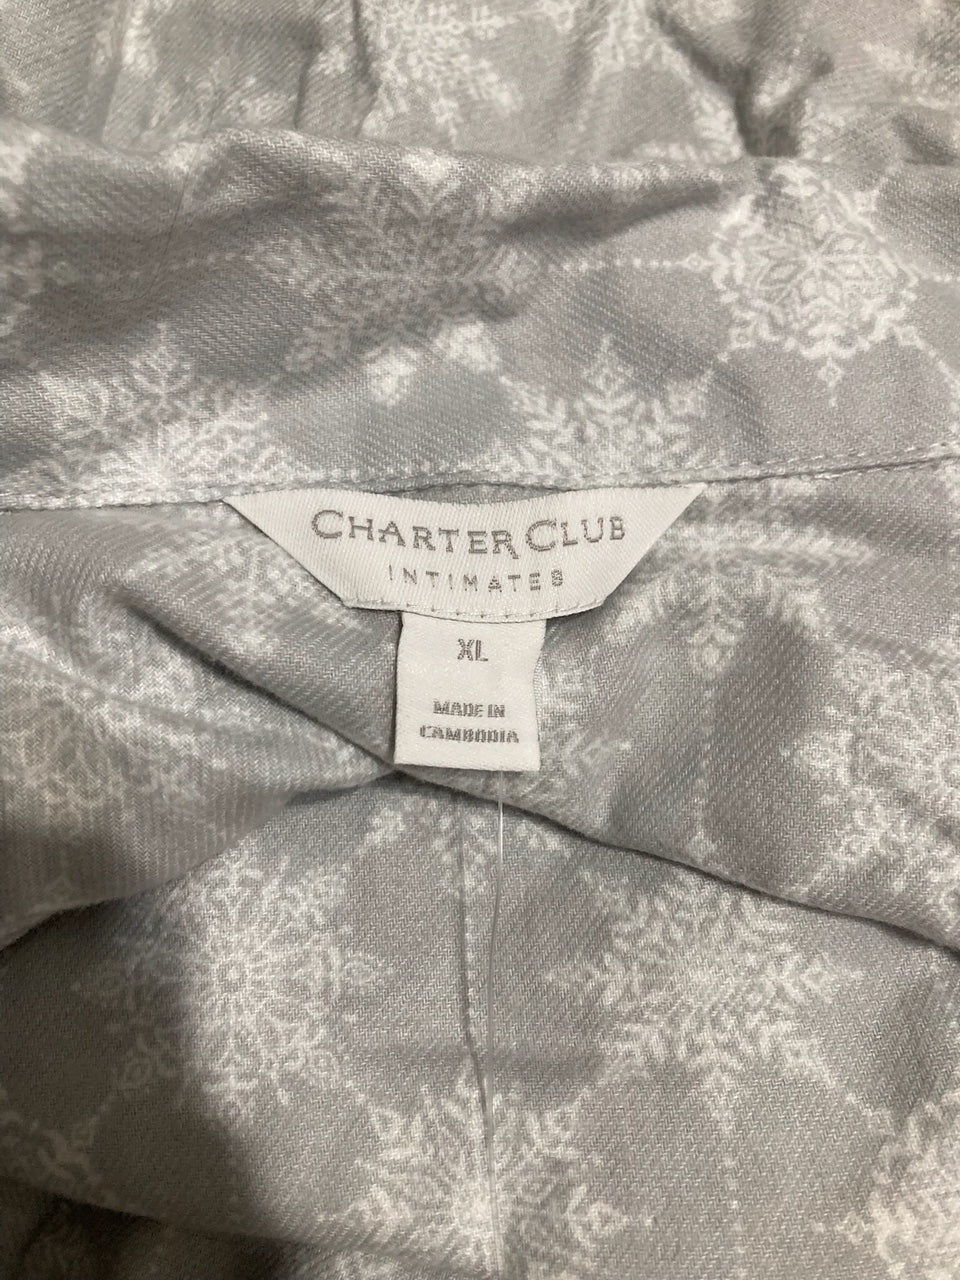 CHARTER CLUB
INTIMATES
XL
MADE IN
CAMBODIA